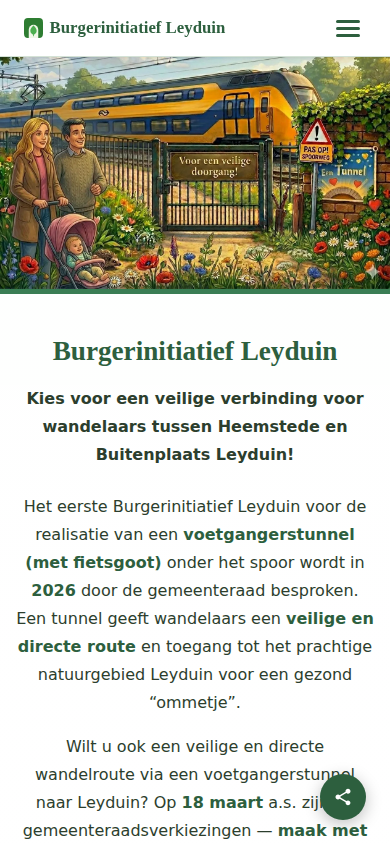 Burgerinitiatief Leyduin
Voor een veilige
doorgang!
PAS OP!
SPOORWEG
Een Tunnel
Burgerinitiatief Leyduin
Kies voor een veilige verbinding voor
wandelaars tussen Heemstede en
Buitenplaats Leyduin!
Het eerste Burgerinitiatief Leyduin voor de
realisatie van een voetgangerstunnel
(met fietsgoot) onder het spoor wordt in
2026 door de gemeenteraad besproken.
Een tunnel geeft wandelaars een veilige en
directe route en toegang tot het prachtige
natuurgebied Leyduin voor een gezond
“ommetje”.
Wilt u ook een veilige en directe
wandelroute via een voetgangerstunnel
naar Leyduin? Op 18 maart a.s.
gemeenteraadsverkiezingen — maak met